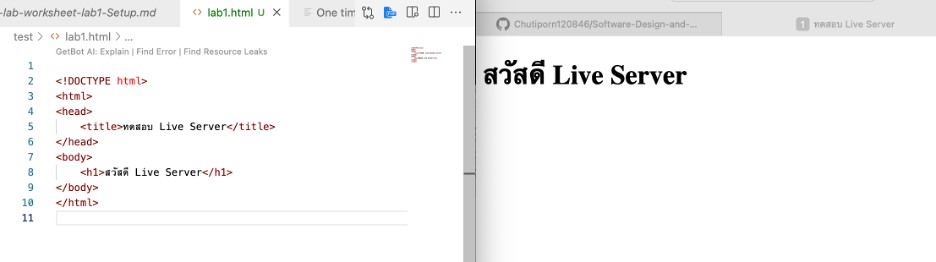 -lab-worksheet-lab1-Setup.md
lab1.html U
One tim
test > lab1.html > ...
GetBot AI: Explain | Find Error | Find Resource Leaks
1
2 <!DOCTYPE html>
3 <html>
4 <head>
5 <title>ทดสอบ Live Server</title>
6 </head>
7 <body>
8 <h1>สวัสดี Live Server</h1>
9 </body>
10 </html>
11
Chutiporn120846/Software-Design-and-...
1 ทดสอบ Live Server
สวัสดี Live Server